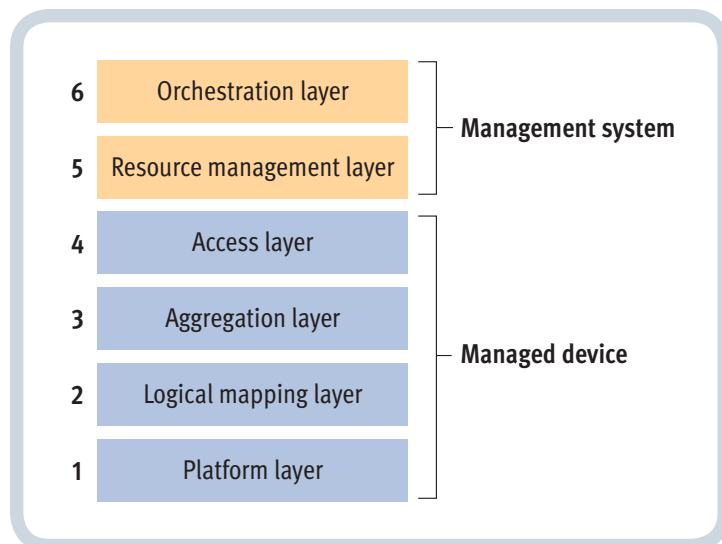 6 Orchestration layer
Management system
5 Resource management layer
4 Access layer
3 Aggregation layer
Managed device
2 Logical mapping layer
1 Platform layer